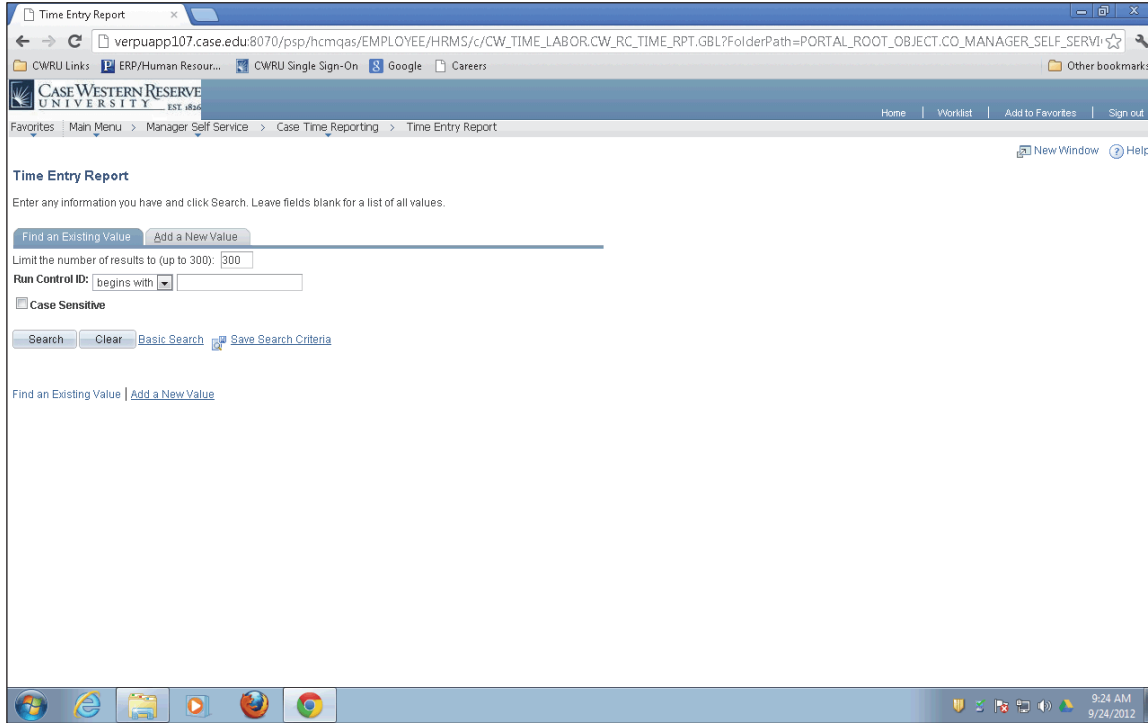 Time Entry Report
verpuapp107.case.edu:8070/psp/hcmqas/EMPLOYEE/HRMS/c/CW_TIME_LABOR.CW_RC_TIME_RPT.GBL?FolderPath=PORTAL_ROOT_OBJECT.CO_MANAGER_SELF_SERVI
CWRU Links ERP/Human Resour... CWRU Single Sign-On Google Careers Other bookmarks
CASE WESTERN RESERVE
UNIVERSITY EST. 1826
Home | Worklist | Add to Favorites | Sign out
Favorites Main Menu > Manager Self Service > Case Time Reporting > Time Entry Report
New Window Help
Time Entry Report
Enter any information you have and click Search. Leave fields blank for a list of all values.
Find an Existing Value Add a New Value
Limit the number of results to (up to 300): 300
Run Control ID: begins with
Case Sensitive
Search Clear Basic Search Save Search Criteria
Find an Existing Value | Add a New Value
9:24 AM
9/24/2012